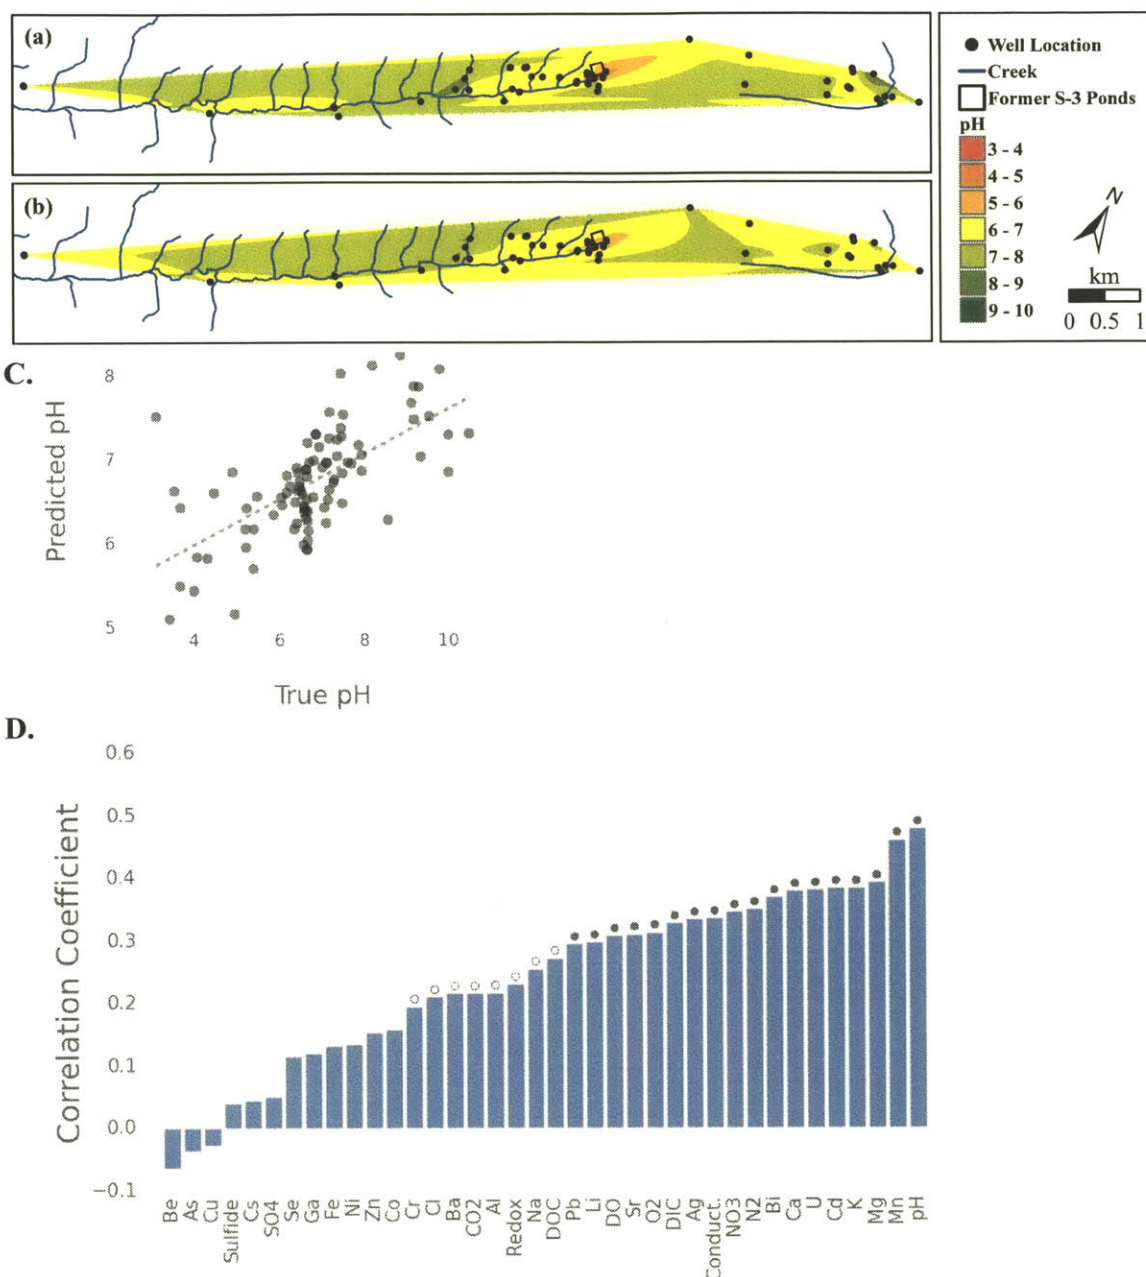 (a)
Well Location
Creek
Former S-3 Ponds
pH
3 - 4
4 - 5
5 - 6
6 - 7
7 - 8
8 - 9
9 - 10
N
km
0 0.5 1
(b)
C.
Predicted pH
8
7
6
5
4 6 8 10
True pH
D.
Correlation Coefficient
0.6
0.5
0.4
0.3
0.2
0.1
0.0
−0.1
Be As Cu Sulfide Cs SO4 Se Ga Fe Ni Zn Co Cr Cl Ba CO2 Al Redox Na DOC Pb Li DO Sr O2 DIC Ag Conduct. NO3 N2 Bi Ca U Cd K Mg Mn pH